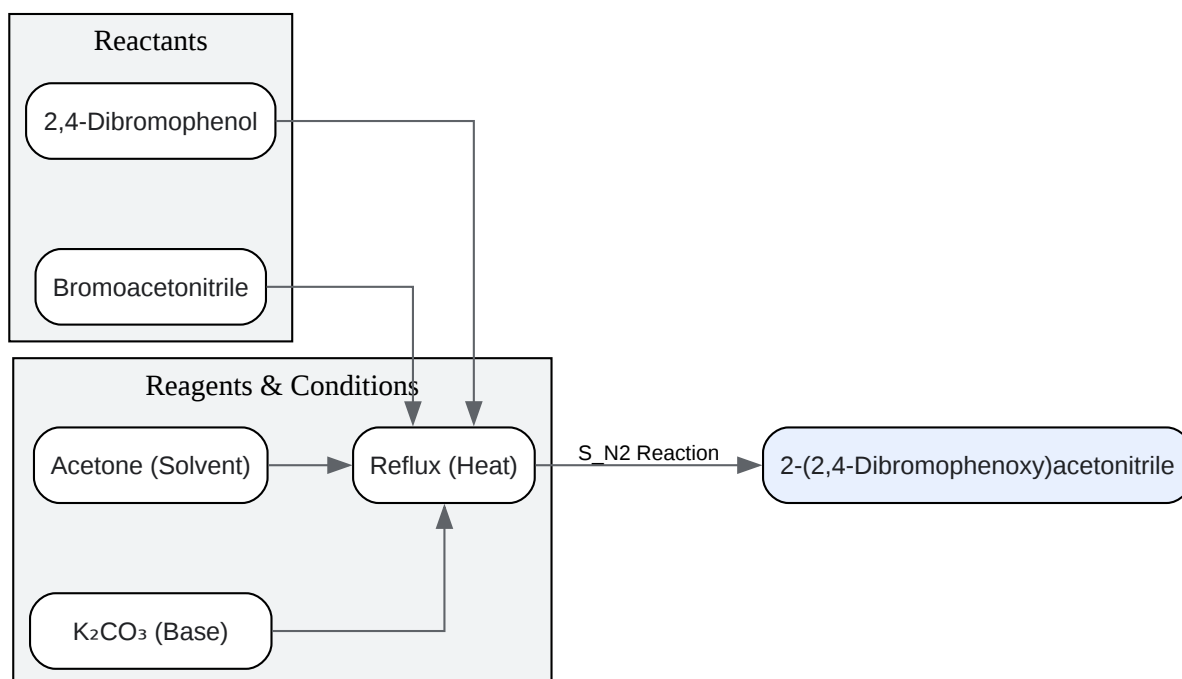 Reactants
2,4-Dibromophenol
Bromoacetonitrile
Reagents & Conditions
Acetone (Solvent)
Reflux (Heat)
S_N2 Reaction
2-(2,4-Dibromophenoxy)acetonitrile
K₂CO₃ (Base)